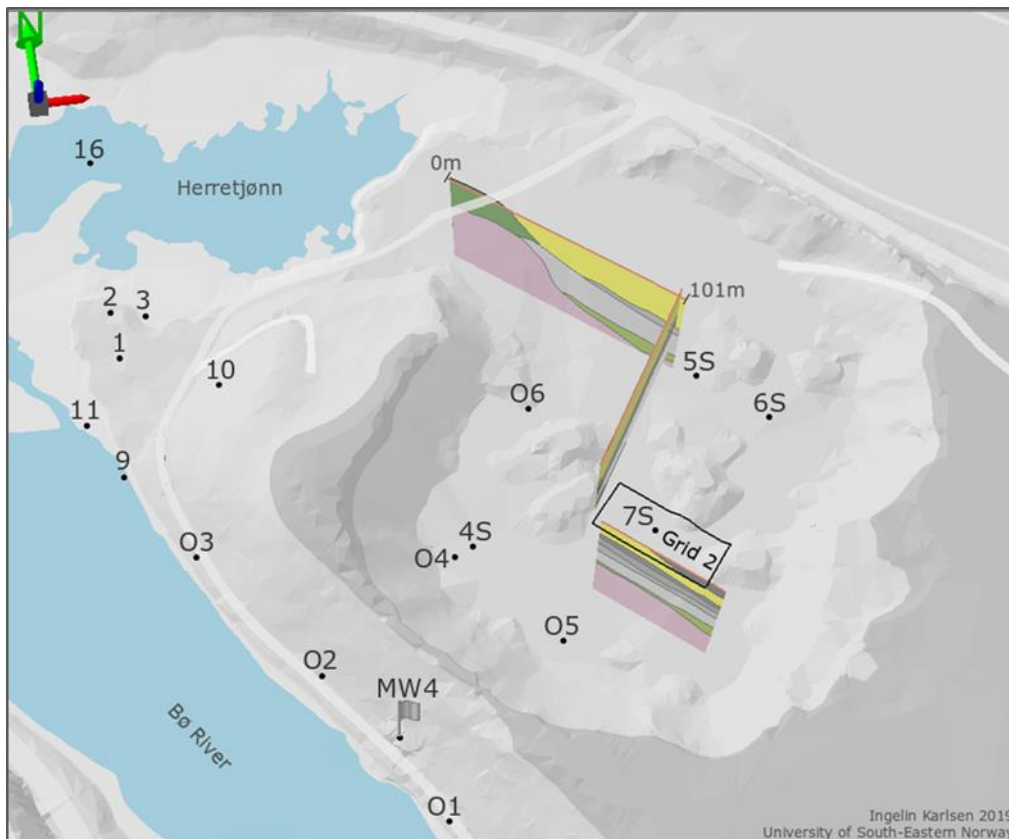 N
16
Herretjønn
0m
101m
2
3
1
10
5S
O6
6S
11
9
7S
Grid 2
O3
4S
O4
O5
O2
MW4
Bø River
O1
Ingelin Karlsen 2019
University of South-Eastern Norway